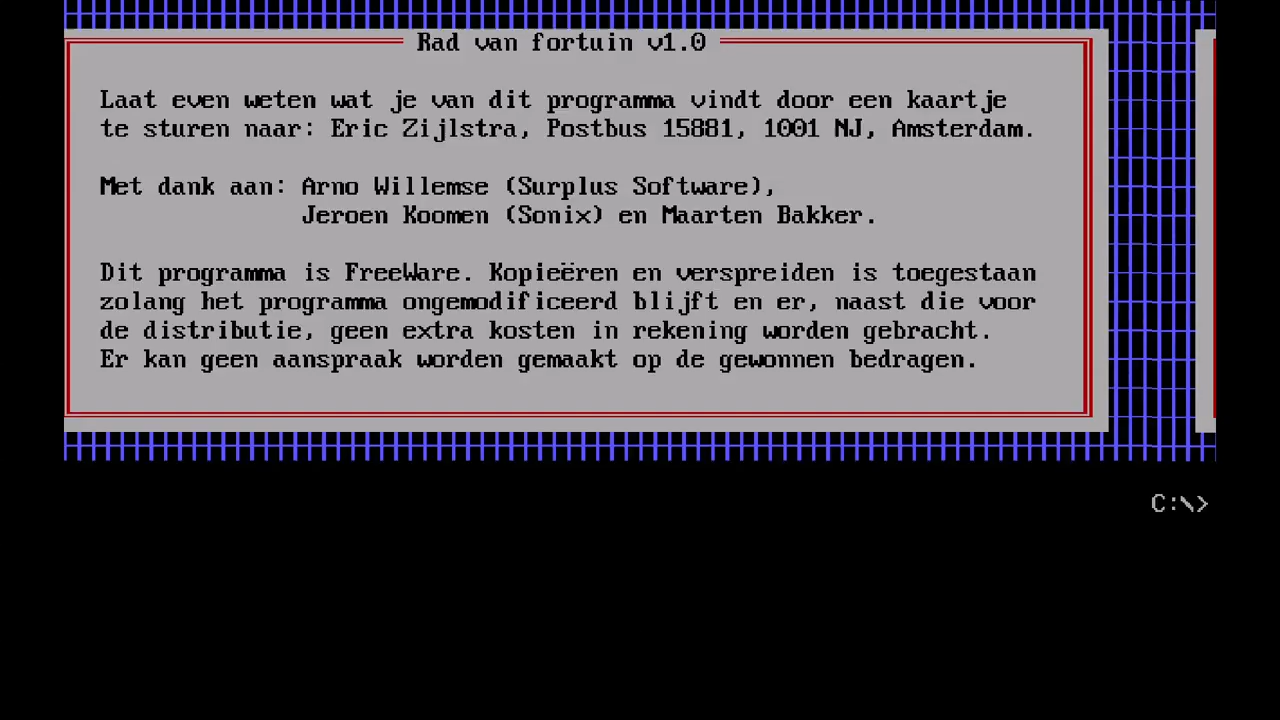 Rad van fortuin v1.0
Laat even weten wat je van dit programma vindt door een kaartje
te sturen naar: Eric Zijlstra, Postbus 15881, 1001 NJ, Amsterdam.
Met dank aan: Arno Willemse (Surplus Software),
Jeroen Koomen (Sonix) en Maarten Bakker.
Dit programma is FreeWare. Kopieëren en verspreiden is toegestaan
zolang het programma ongemodificeerd blijft en er, naast die voor
de distributie, geen extra kosten in rekening worden gebracht.
Er kan geen aanspraak worden gemaakt op de gewonnen bedragen.
C:\>